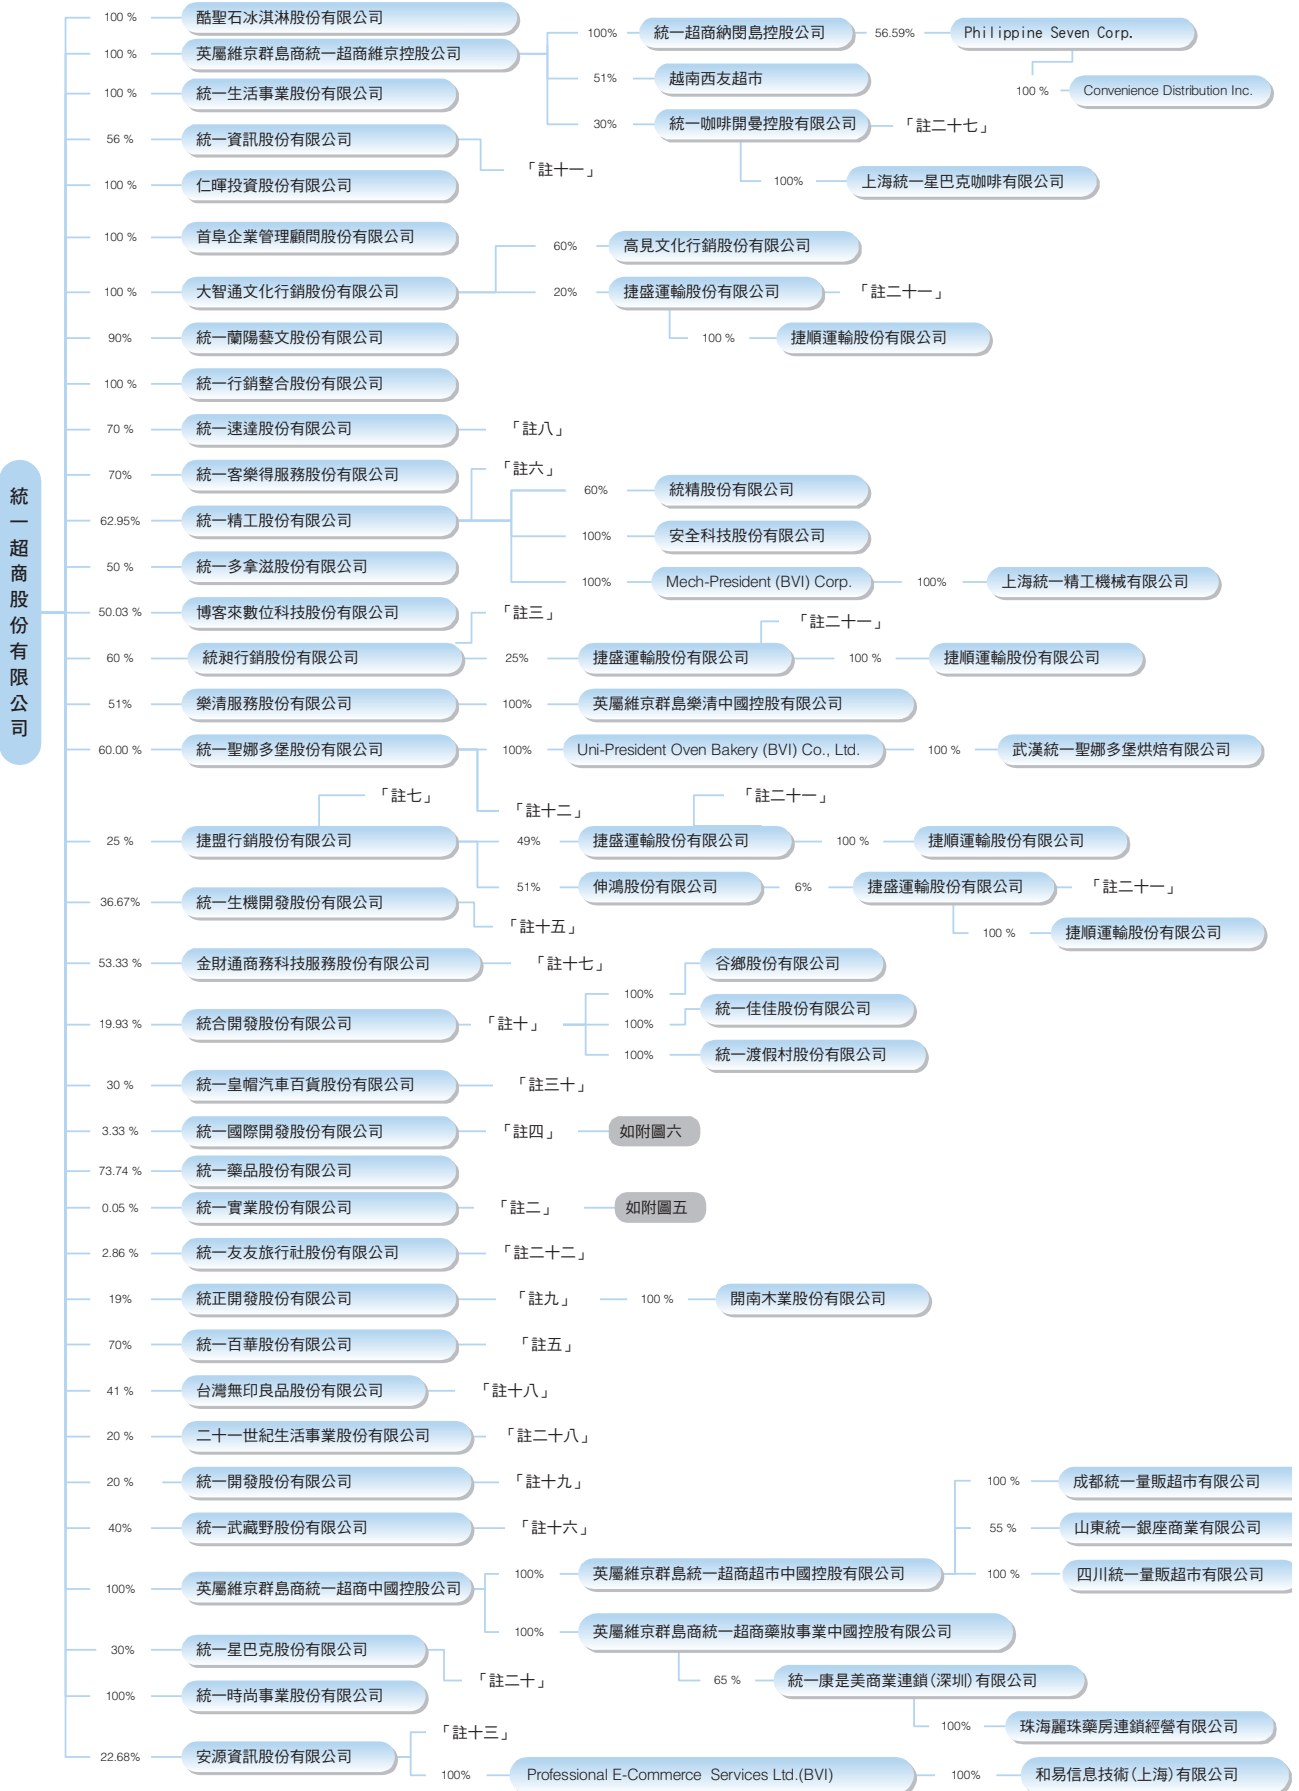 統一超商股份有限公司
100 % 酷聖石冰淇淋股份有限公司
100 % 英屬維京群島商統一超商維京控股公司
100% 統一超商納閩島控股公司 56.59% Philippine Seven Corp.
100 % Convenience Distribution Inc.
51% 越南西友超市
30% 統一咖啡開曼控股有限公司 「註二十七」
100% 上海統一星巴克咖啡有限公司
100 % 統一生活事業股份有限公司
56 % 統一資訊股份有限公司 「註十一」
100 % 仁暉投資股份有限公司
100 % 首阜企業管理顧問股份有限公司
100 % 大智通文化行銷股份有限公司
60% 高見文化行銷股份有限公司
20% 捷盛運輸股份有限公司 「註二十一」
100 % 捷順運輸股份有限公司
90% 統一蘭陽藝文股份有限公司
100 % 統一行銷整合股份有限公司
70 % 統一速達股份有限公司 「註八」
70% 統一客樂得服務股份有限公司
62.95% 統一精工股份有限公司 「註六」
60% 統精股份有限公司
100% 安全科技股份有限公司
100% Mech-President (BVI) Corp. 100% 上海統一精工機械有限公司
50 % 統一多拿滋股份有限公司
50.03 % 博客來數位科技股份有限公司
60 % 統昶行銷股份有限公司 「註三」
25% 捷盛運輸股份有限公司 「註二十一」 100 % 捷順運輸股份有限公司
51% 樂清服務股份有限公司 100% 英屬維京群島樂清中國控股有限公司
60.00 % 統一聖娜多堡股份有限公司 100% Uni-President Oven Bakery (BVI) Co., Ltd. 100 % 武漢統一聖娜多堡烘焙有限公司
「註十二」
25 % 捷盟行銷股份有限公司 「註七」
49% 捷盛運輸股份有限公司 「註二十一」 100 % 捷順運輸股份有限公司
51% 伸鴻股份有限公司 6% 捷盛運輸股份有限公司 「註二十一」
100 % 捷順運輸股份有限公司
36.67% 統一生機開發股份有限公司 「註十五」
53.33 % 金財通商務科技服務股份有限公司 「註十七」
19.93 % 統合開發股份有限公司 「註十」
100% 谷鄉股份有限公司
100% 統一佳佳股份有限公司
100% 統一渡假村股份有限公司
30 % 統一皇帽汽車百貨股份有限公司 「註三十」
3.33 % 統一國際開發股份有限公司 「註四」 如附圖六
73.74 % 統一藥品股份有限公司
0.05 % 統一實業股份有限公司 「註二」 如附圖五
2.86 % 統一友友旅行社股份有限公司 「註二十二」
19% 統正開發股份有限公司 「註九」 100 % 開南木業股份有限公司
70% 統一百華股份有限公司 「註五」
41 % 台灣無印良品股份有限公司 「註十八」
20 % 二十一世紀生活事業股份有限公司 「註二十八」
20 % 統一開發股份有限公司 「註十九」
40% 統一武藏野股份有限公司 「註十六」
100% 英屬維京群島商統一超商中國控股公司
100% 英屬維京群島統一超商超市中國控股有限公司
100 % 成都統一量販超市有限公司
55 % 山東統一銀座商業有限公司
100 % 四川統一量販超市有限公司
100% 英屬維京群島商統一超商藥妝事業中國控股有限公司
65 % 統一康是美商業連鎖(深圳)有限公司
100% 珠海麗珠藥房連鎖經營有限公司
30% 統一星巴克股份有限公司 「註二十」
100% 統一時尚事業股份有限公司
22.68% 安源資訊股份有限公司 「註十三」
100% Professional E-Commerce Services Ltd.(BVI) 100% 和易信息技術(上海)有限公司